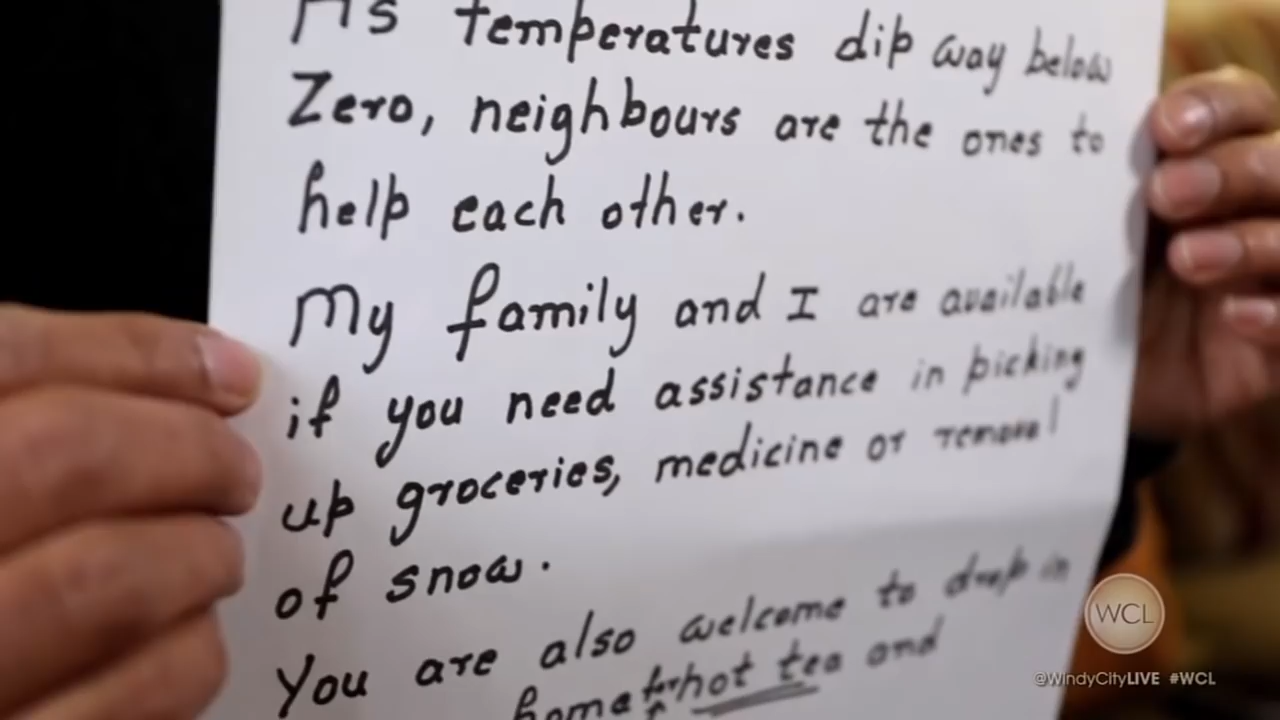 As temperatures dip way below
Zero, neighbours are the ones to
help each other.
My family and I are available
if you need assistance in picking
up groceries, medicine or removal
of snow.
You are also welcome to drop in
home for hot tea and
WCL
@WindyCityLIVE #WCL